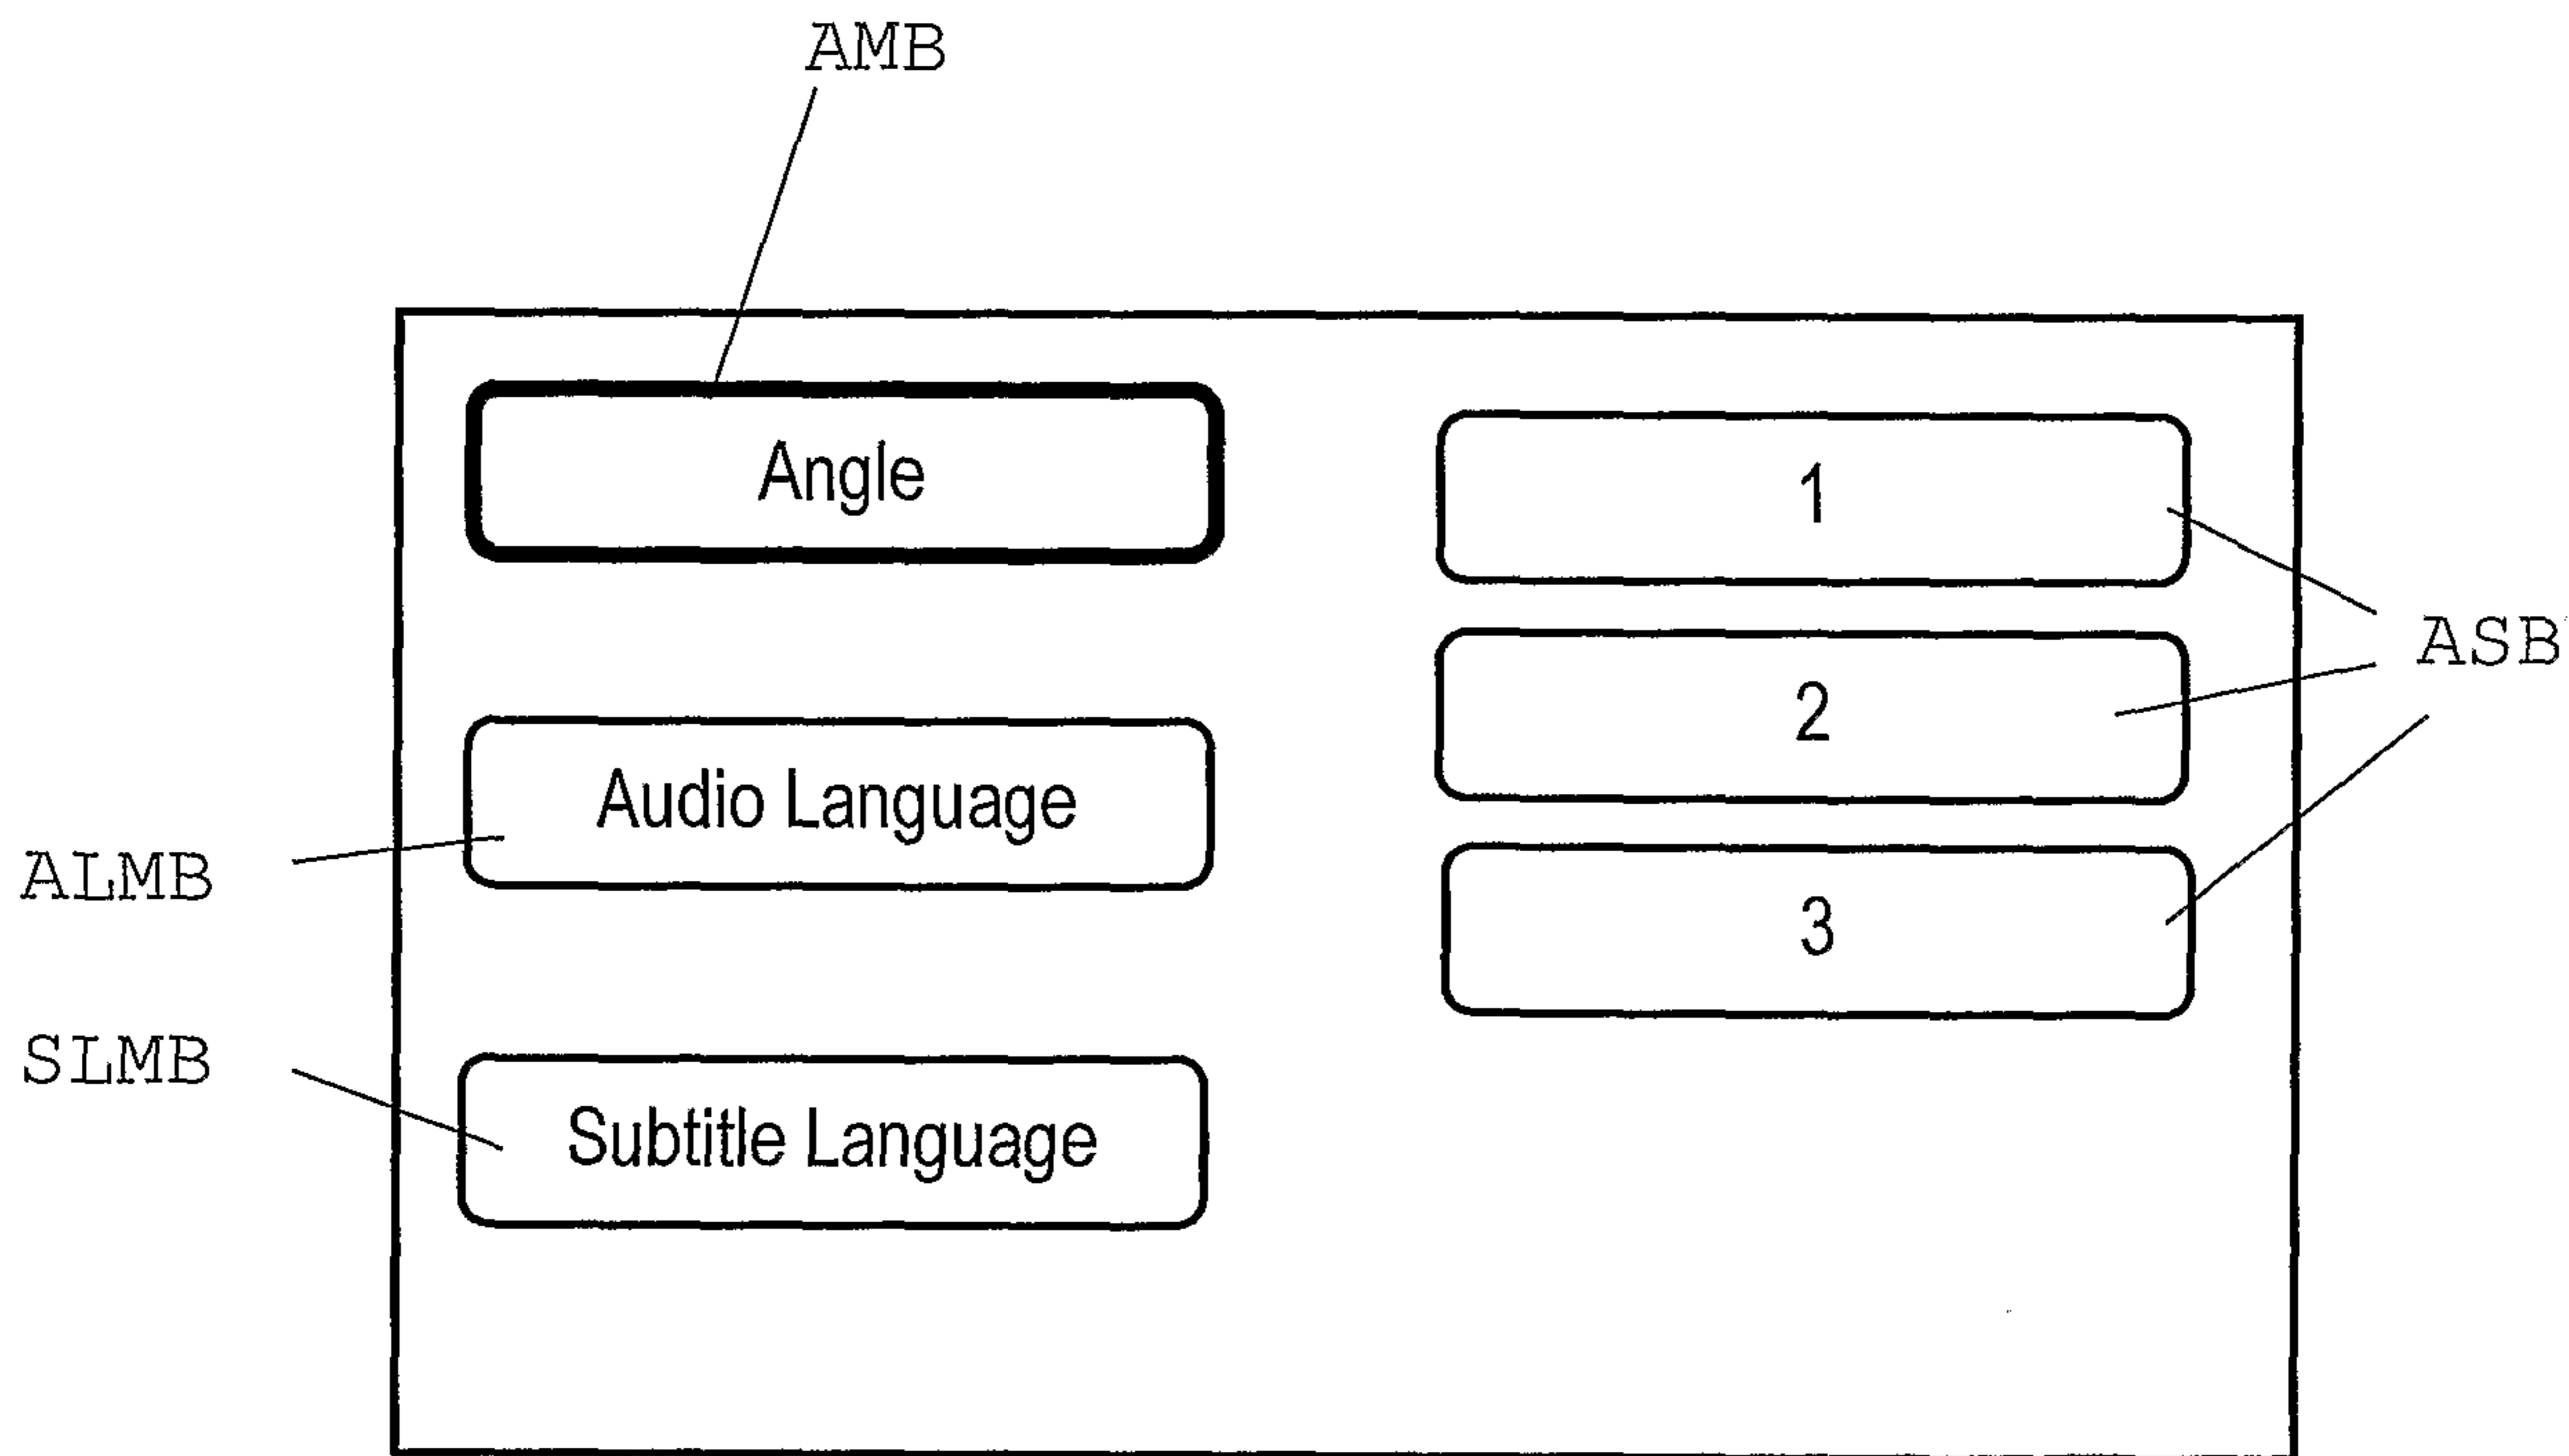 AMB
Angle
1
ASB
2
Audio Language
ALMB
3
SLMB
Subtitle Language